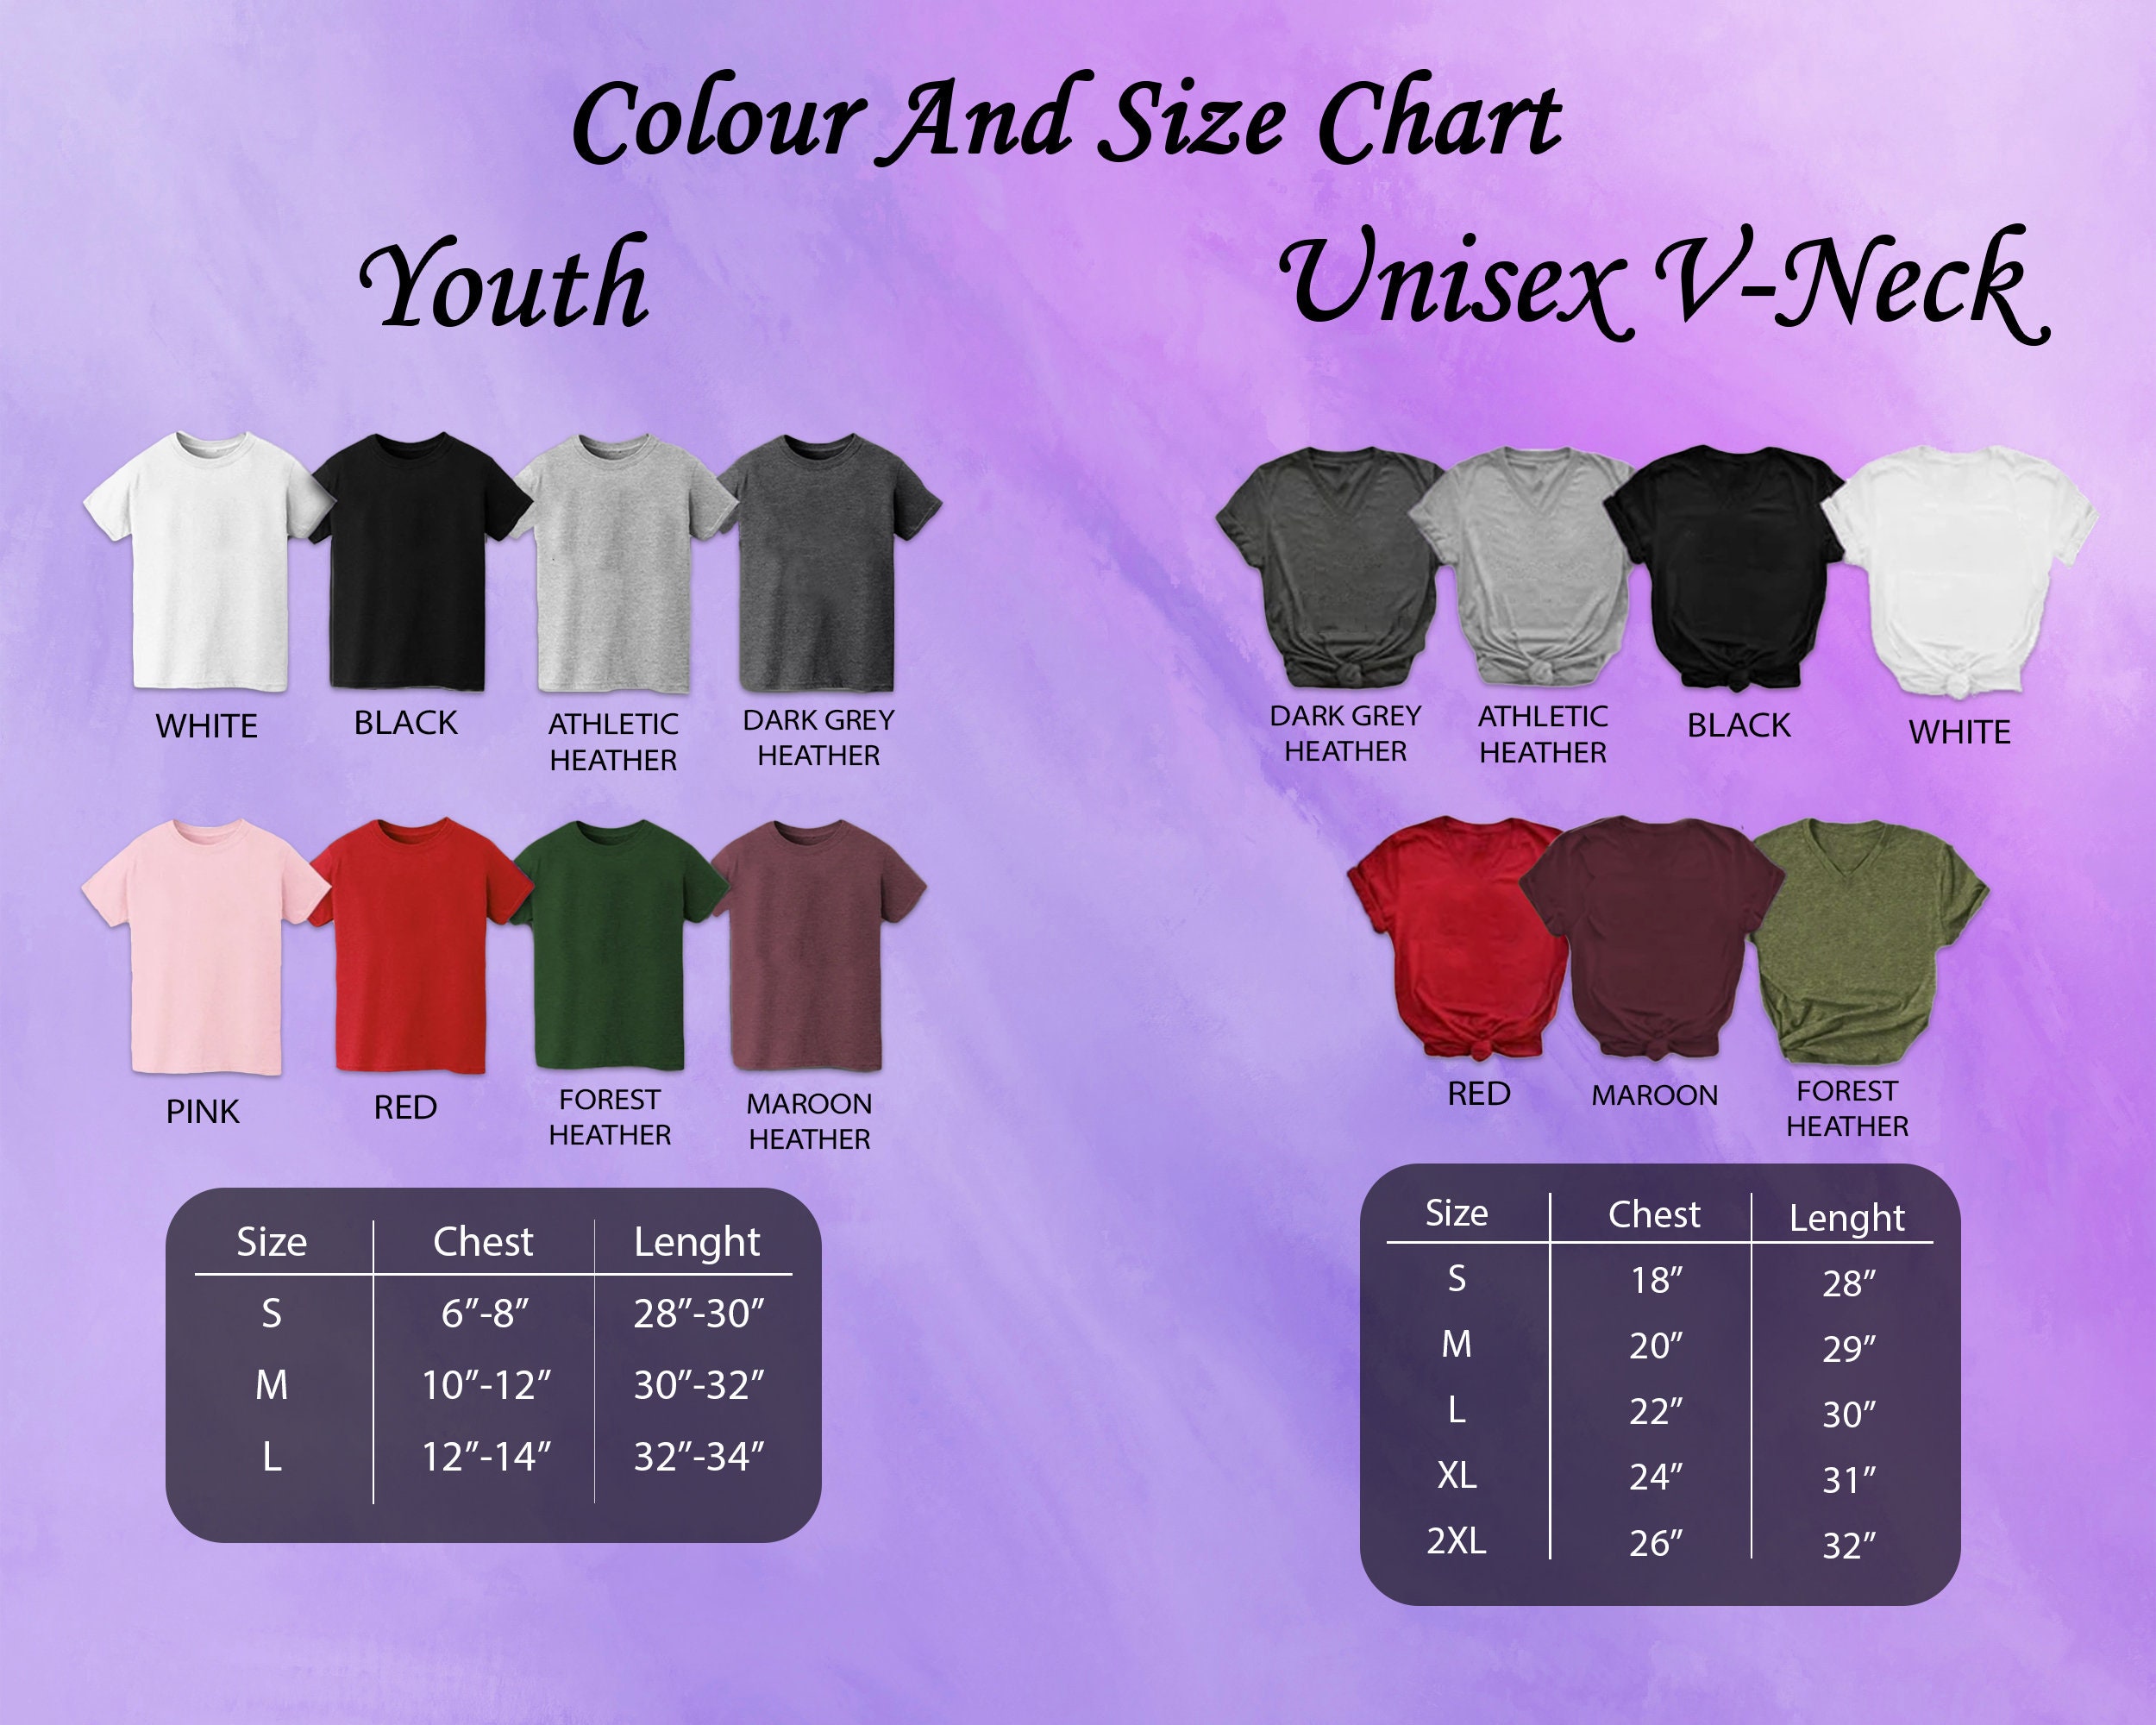 Colour And Size Chart
Youth
WHITE
BLACK
ATHLETIC
HEATHER
DARK GREY
HEATHER
PINK
RED
FOREST
HEATHER
MAROON
HEATHER
Size Chest Lenght
S 6”-8” 28”-30”
M 10”-12” 30”-32”
L 12”-14” 32”-34”
Unisex V-Neck
DARK GREY
HEATHER
ATHLETIC
HEATHER
BLACK
WHITE
RED
MAROON
FOREST
HEATHER
Size Chest Lenght
S 18” 28”
M 20” 29”
L 22” 30”
XL 24” 31”
2XL 26” 32”